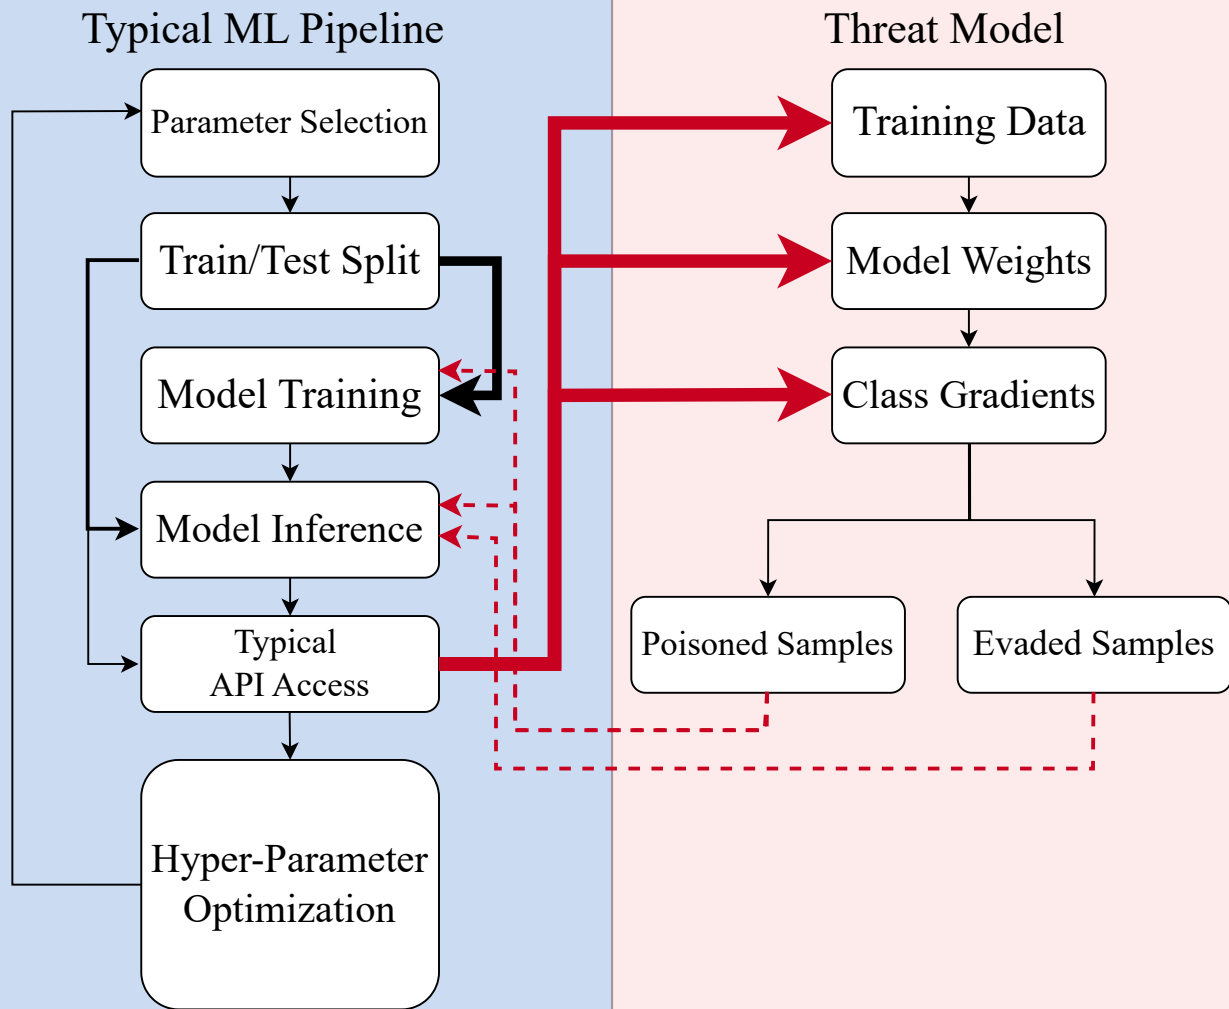 Typical ML Pipeline
Parameter Selection
Train/Test Split
Model Training
Model Inference
Typical
API Access
Hyper-Parameter
Optimization
Threat Model
Training Data
Model Weights
Class Gradients
Poisoned Samples
Evaded Samples